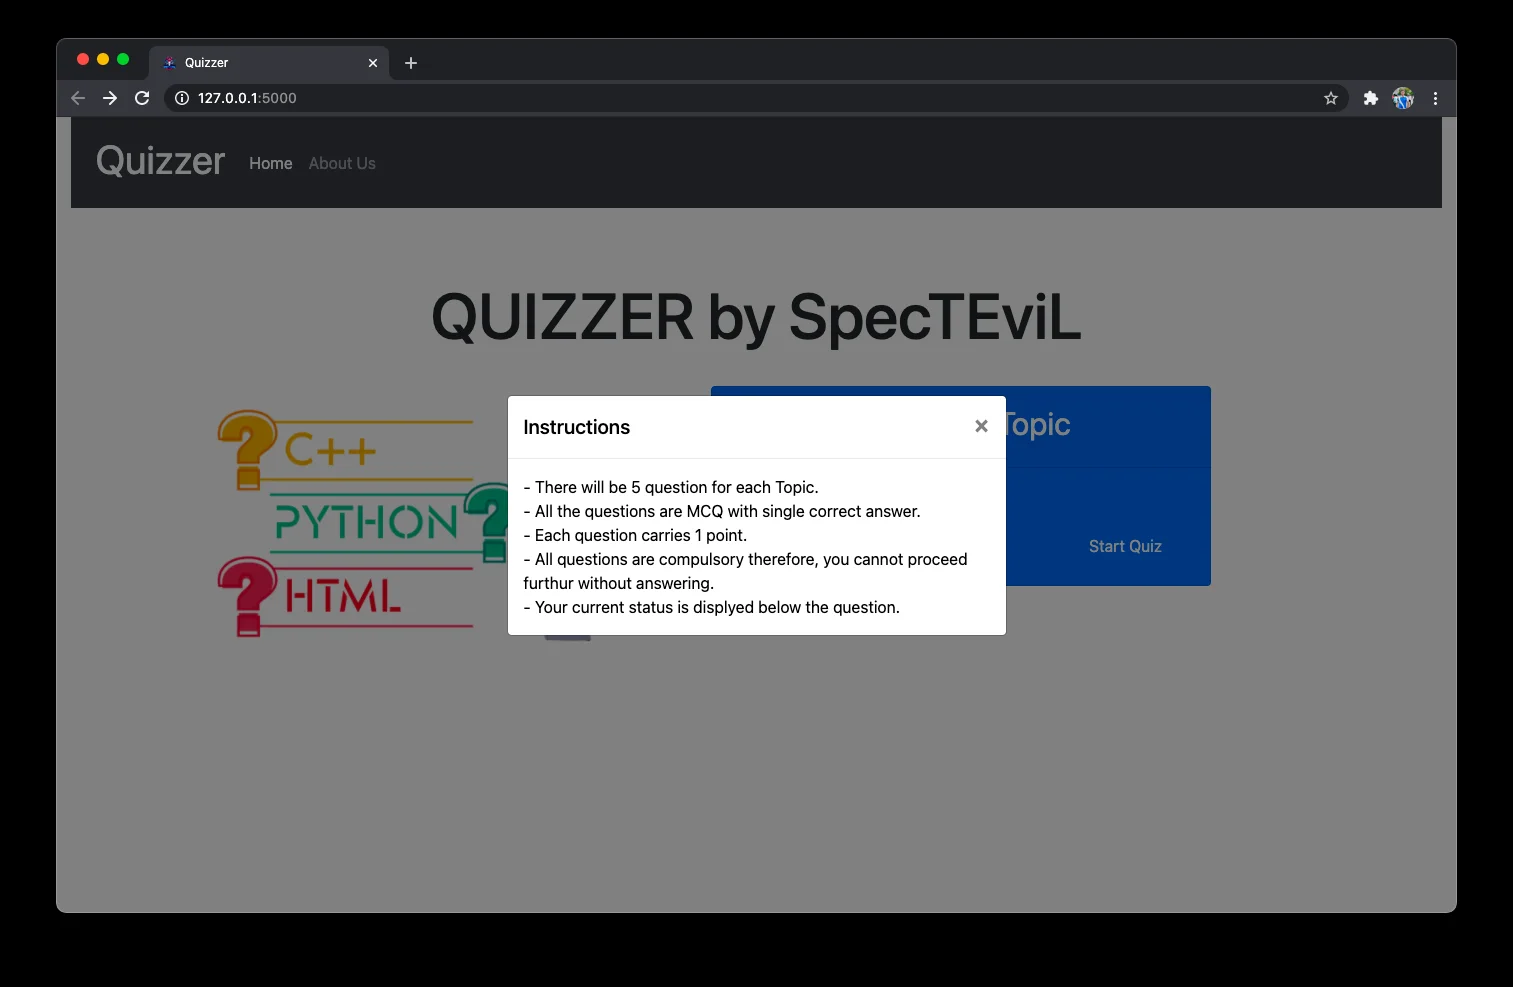 Quizzer
127.0.0.1:5000
Quizzer Home About Us
QUIZZER by SpecTEviL
C++
PYTHON
HTML
Topic
Start Quiz
Instructions
- There will be 5 question for each Topic.
- All the questions are MCQ with single correct answer.
- Each question carries 1 point.
- All questions are compulsory therefore, you cannot proceed
furthur without answering.
- Your current status is displyed below the question.